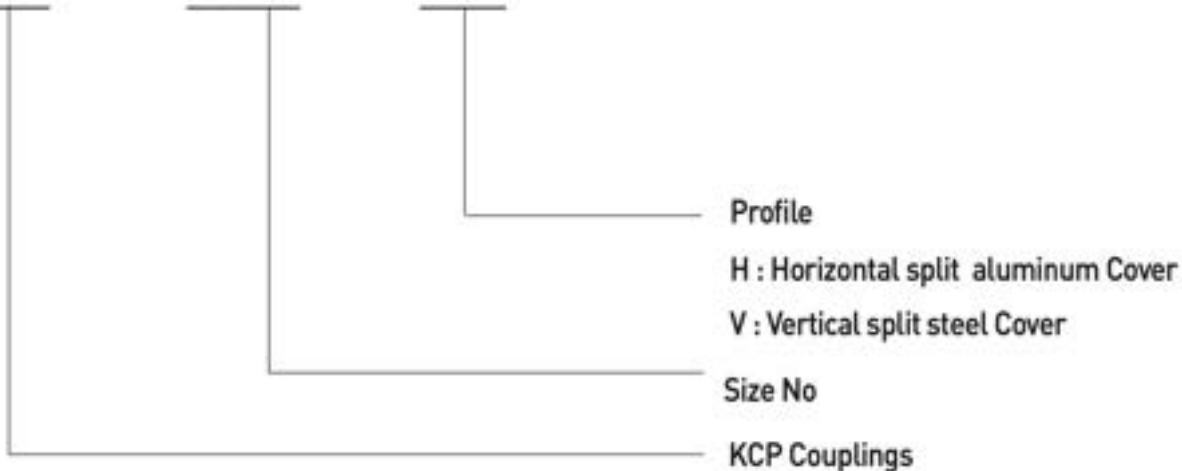 Profile
H : Horizontal split aluminum Cover
V : Vertical split steel Cover
Size No
KCP Couplings